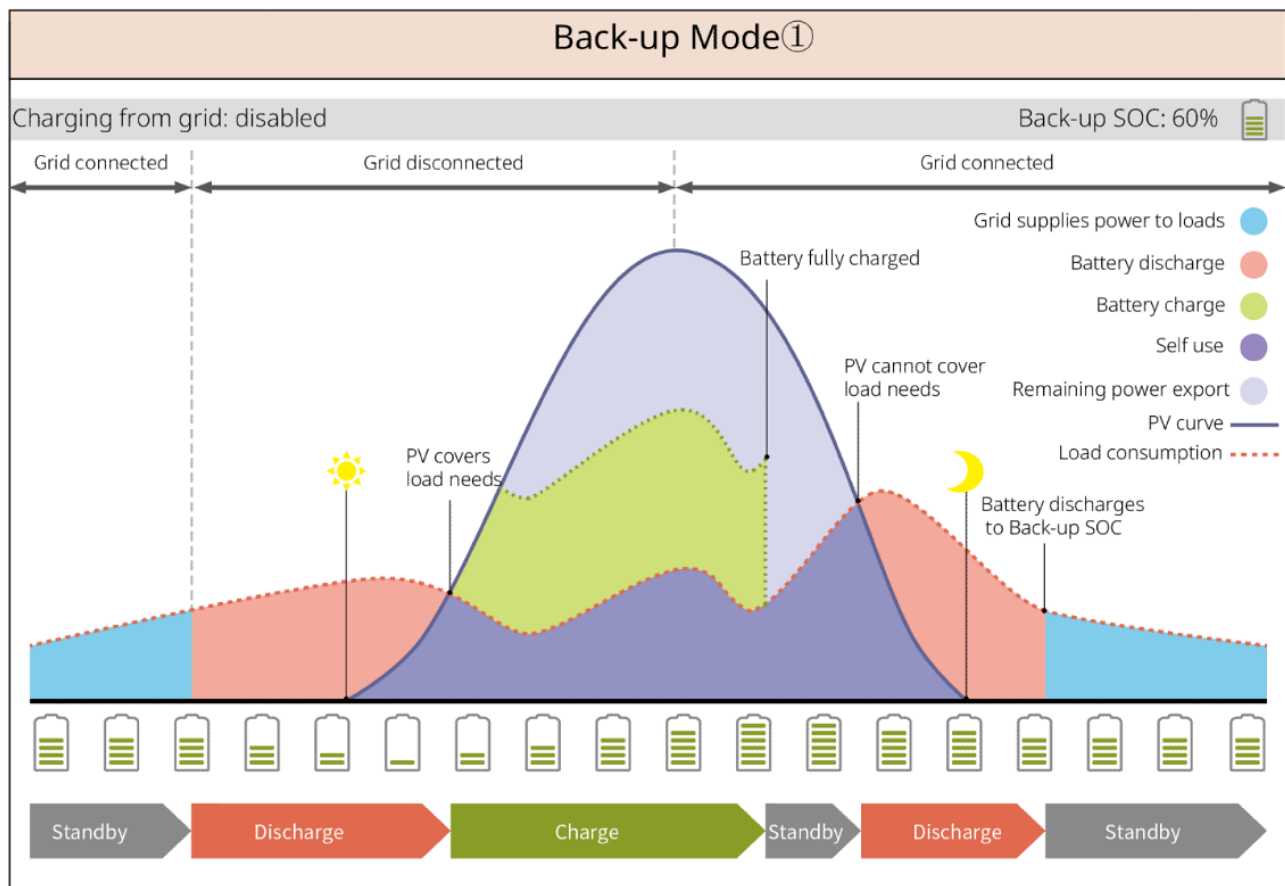 Back-up Mode①
Charging from grid: disabled
Back-up SOC: 60%
Grid connected
Grid disconnected
Grid connected
Grid supplies power to loads
Battery discharge
Battery charge
Self use
Remaining power export
PV curve
Load consumption
Battery fully charged
PV cannot cover
load needs
PV covers
load needs
Battery discharges
to Back-up SOC
Standby
Discharge
Charge
Standby
Discharge
Standby